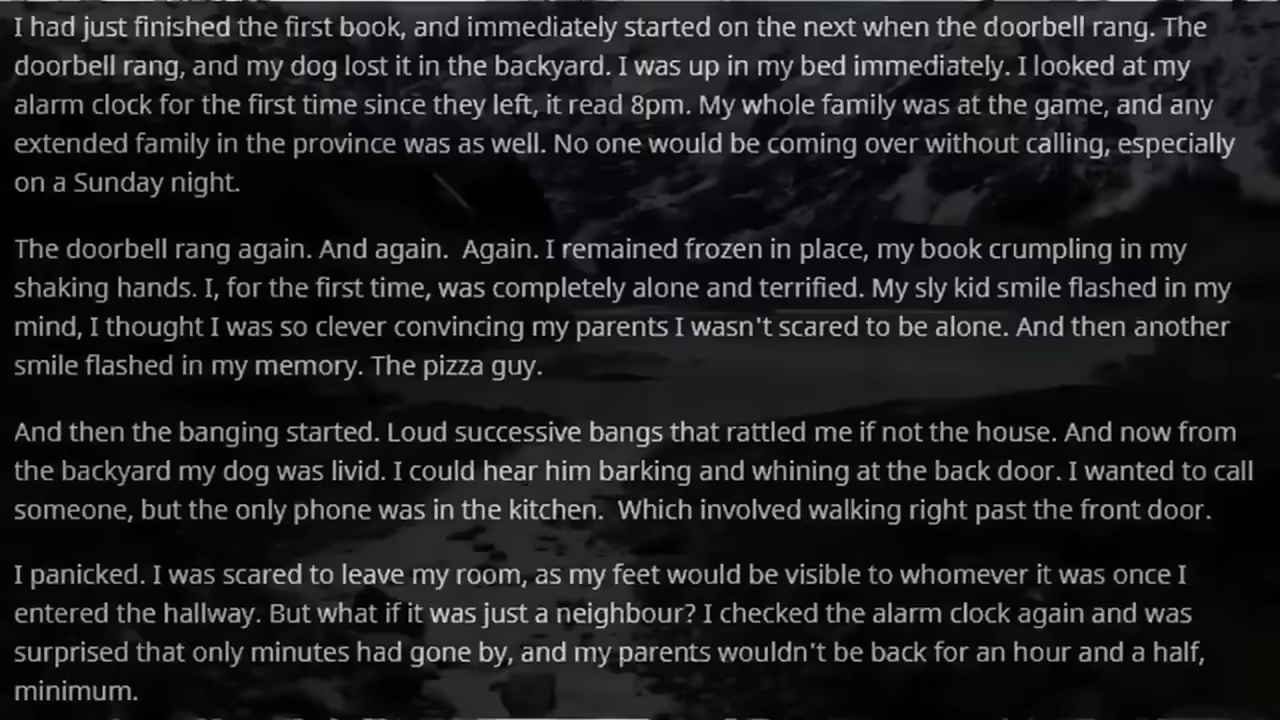 I had just finished the first book, and immediately started on the next when the doorbell rang. The
doorbell rang, and my dog lost it in the backyard. I was up in my bed immediately. I looked at my
alarm clock for the first time since they left, it read 8pm. My whole family was at the game, and any
extended family in the province was as well. No one would be coming over without calling, especially
on a Sunday night.
The doorbell rang again. And again.  Again. I remained frozen in place, my book crumpling in my
shaking hands. I, for the first time, was completely alone and terrified. My sly kid smile flashed in my
mind, I thought I was so clever convincing my parents I wasn't scared to be alone. And then another
smile flashed in my memory. The pizza guy.
And then the banging started. Loud successive bangs that rattled me if not the house. And now from
the backyard my dog was livid. I could hear him barking and whining at the back door. I wanted to call
someone, but the only phone was in the kitchen.  Which involved walking right past the front door.
I panicked. I was scared to leave my room, as my feet would be visible to whomever it was once I
entered the hallway. But what if it was just a neighbour? I checked the alarm clock again and was
surprised that only minutes had gone by, and my parents wouldn't be back for an hour and a half,
minimum.